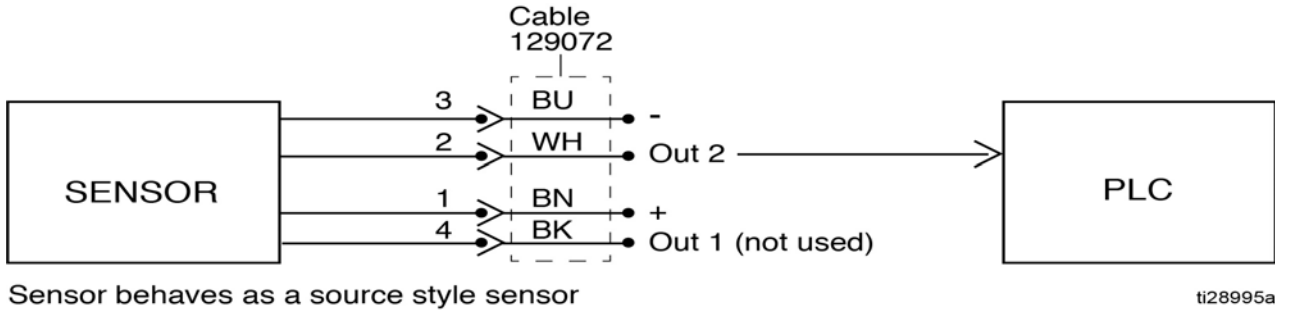 Cable
129072
3 BU -
2 WH Out 2
SENSOR
1 BN +
PLC
4 BK Out 1 (not used)
Sensor behaves as a source style sensor
ti28995a